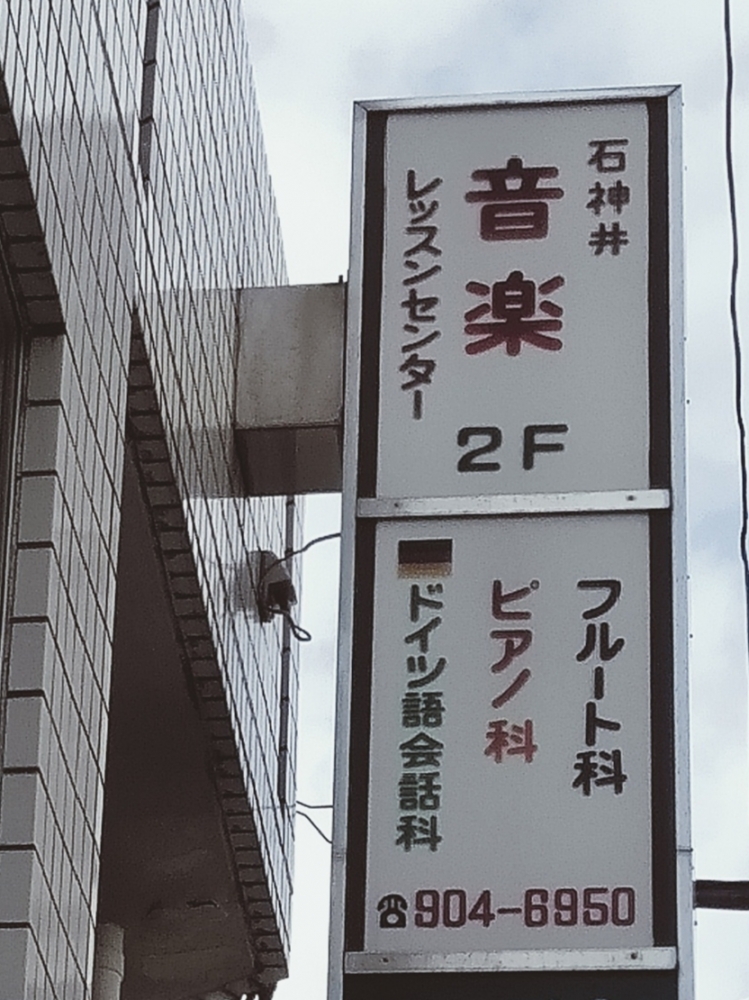 石神井
音楽
レッスンセンター
2F
フルート科
ピアノ科
ドイツ語会話科
☎904-6950